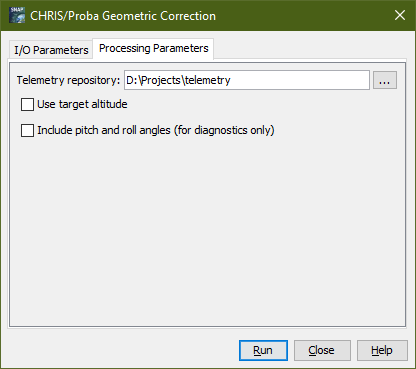 SNAP CHRIS/Proba Geometric Correction
I/O Parameters Processing Parameters
Telemetry repository: D:\Projects\telemetry ...
Use target altitude
Include pitch and roll angles (for diagnostics only)
Run Close Help